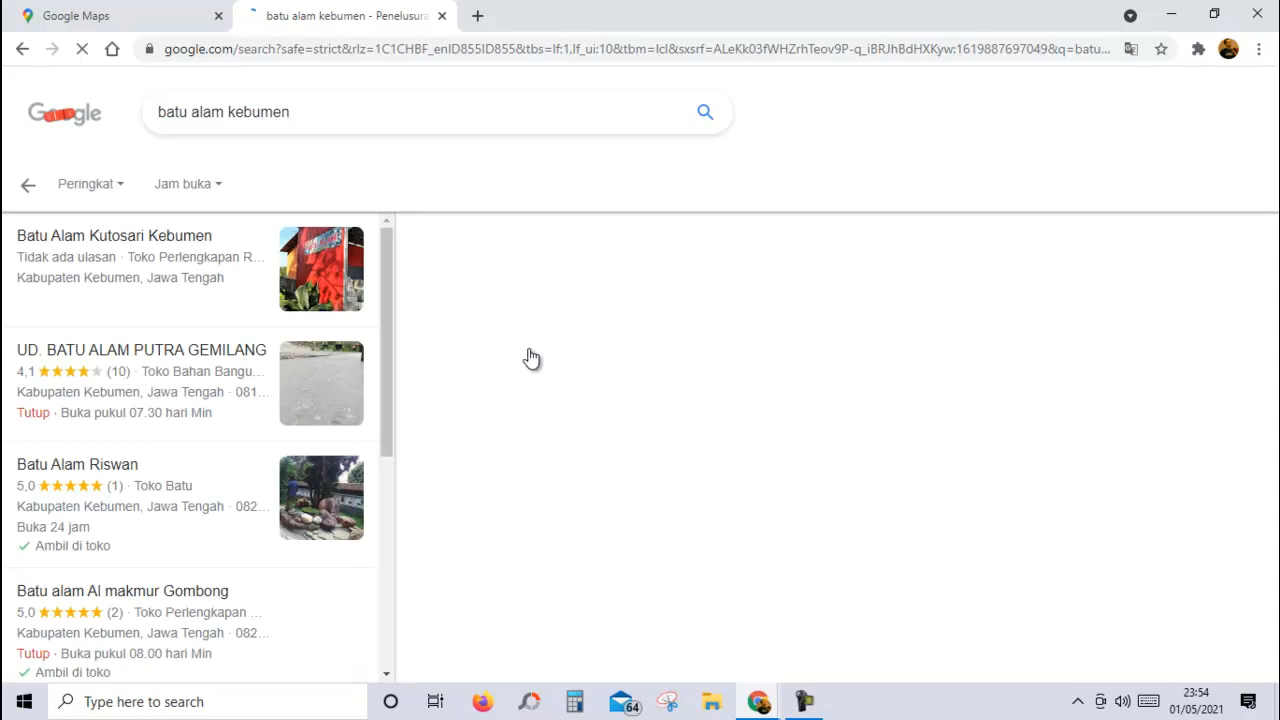 Google Maps
batu alam kebumen - Penelusura
google.com/search?safe=strict&rlz=1C1CHBF_enID855ID855&tbs=lf:1,lf_ui:10&tbm=lcl&sxsrf=ALeKk03fWHZrhTeov9P-q_iBRJhBdHXKyw:1619887697049&q=batu...
Google
batu alam kebumen
Peringkat
Jam buka
Batu Alam Kutosari Kebumen
Tidak ada ulasan · Toko Perlengkapan R...
Kabupaten Kebumen, Jawa Tengah
UD. BATU ALAM PUTRA GEMILANG
4,1 (10) · Toko Bahan Bangu...
Kabupaten Kebumen, Jawa Tengah · 081...
Tutup · Buka pukul 07.30 hari Min
Batu Alam Riswan
5,0 (1) · Toko Batu
Kabupaten Kebumen, Jawa Tengah · 082...
Buka 24 jam
Ambil di toko
Batu alam Al makmur Gombong
5,0 (2) · Toko Perlengkapan ...
Kabupaten Kebumen, Jawa Tengah · 082...
Tutup · Buka pukul 08.00 hari Min
Ambil di toko
Type here to search
64
23:54
01/05/2021